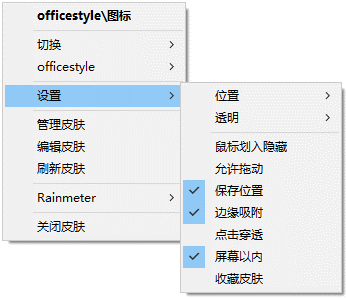 officestyle\图标
切换
officestyle
设置
管理皮肤
编辑皮肤
刷新皮肤
Rainmeter
关闭皮肤
位置
透明
鼠标划入隐藏
允许拖动
保存位置
边缘吸附
点击穿透
屏幕以内
收藏皮肤